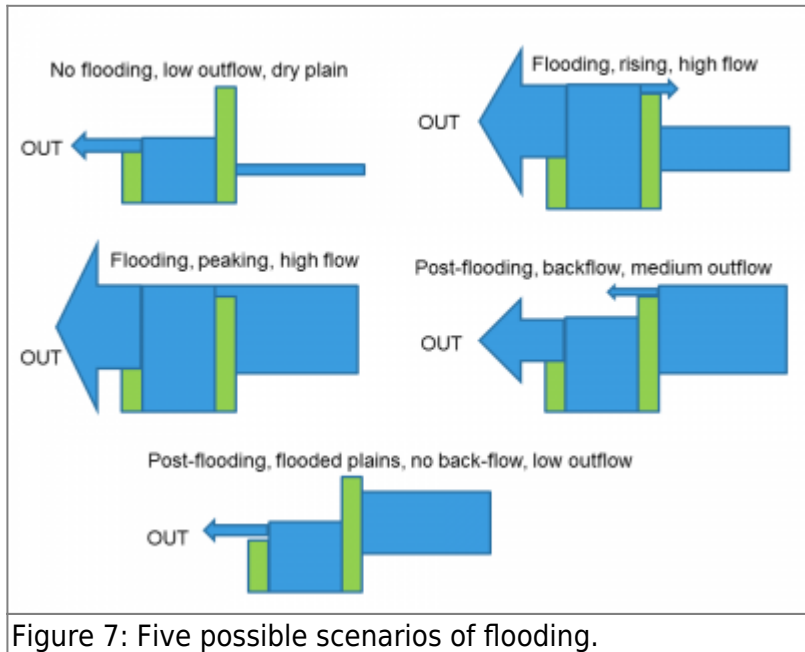 No flooding, low outflow, dry plain
OUT
Flooding, rising, high flow
OUT
Flooding, peaking, high flow
OUT
Post-flooding, backflow, medium outflow
OUT
Post-flooding, flooded plains, no back-flow, low outflow
OUT
Figure 7: Five possible scenarios of flooding.